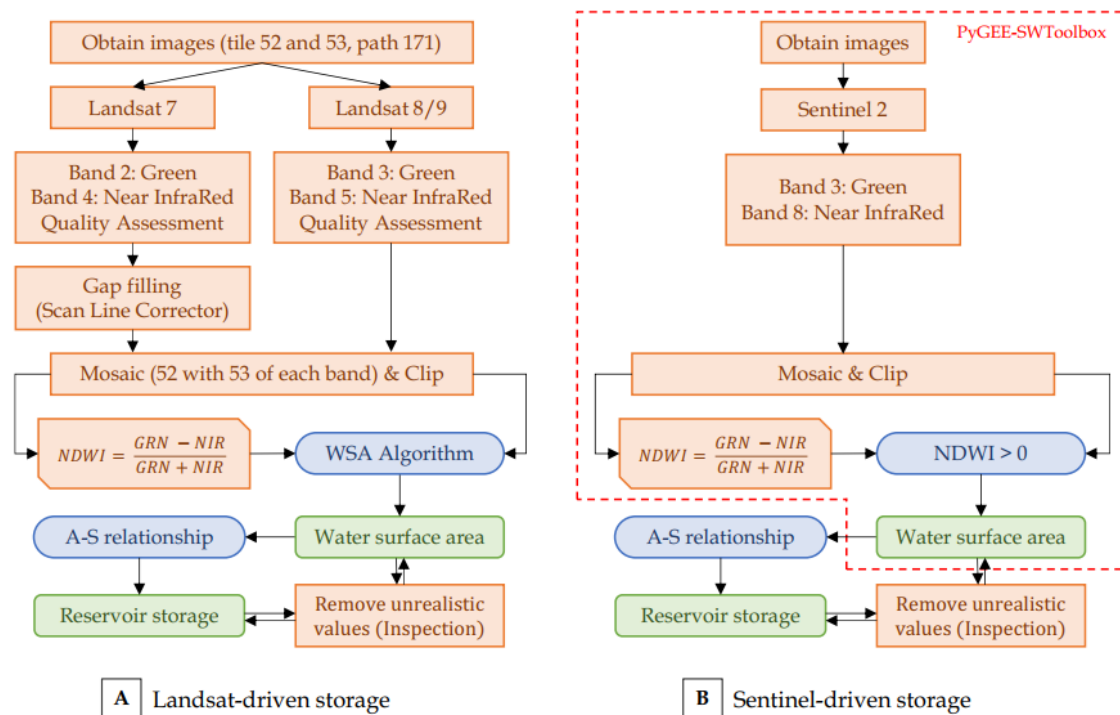 Obtain images (tile 52 and 53, path 171)
Landsat 7
Landsat 8/9
Band 2: Green
Band 4: Near InfraRed
Quality Assessment
Band 3: Green
Band 5: Near InfraRed
Quality Assessment
Gap filling
(Scan Line Corrector)
Mosaic (52 with 53 of each band) & Clip
NDWI = (GRN − NIR) / (GRN + NIR)
WSA Algorithm
A-S relationship
Water surface area
Reservoir storage
Remove unrealistic
values (Inspection)
A Landsat-driven storage
PyGEE-SWToolbox
Obtain images
Sentinel 2
Band 3: Green
Band 8: Near InfraRed
Mosaic & Clip
NDWI = (GRN − NIR) / (GRN + NIR)
NDWI > 0
A-S relationship
Water surface area
Reservoir storage
Remove unrealistic
values (Inspection)
B Sentinel-driven storage